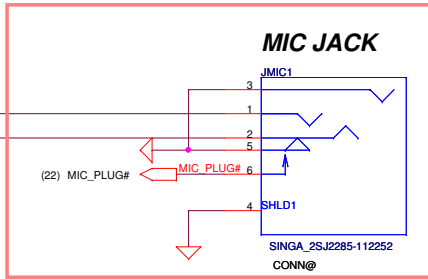 MIC JACK
JMIC1
3
1
2
5
(22) MIC_PLUG#
MIC_PLUG#
6
4
SHLD1
SINGA_2SJ2285-112252
CONN@